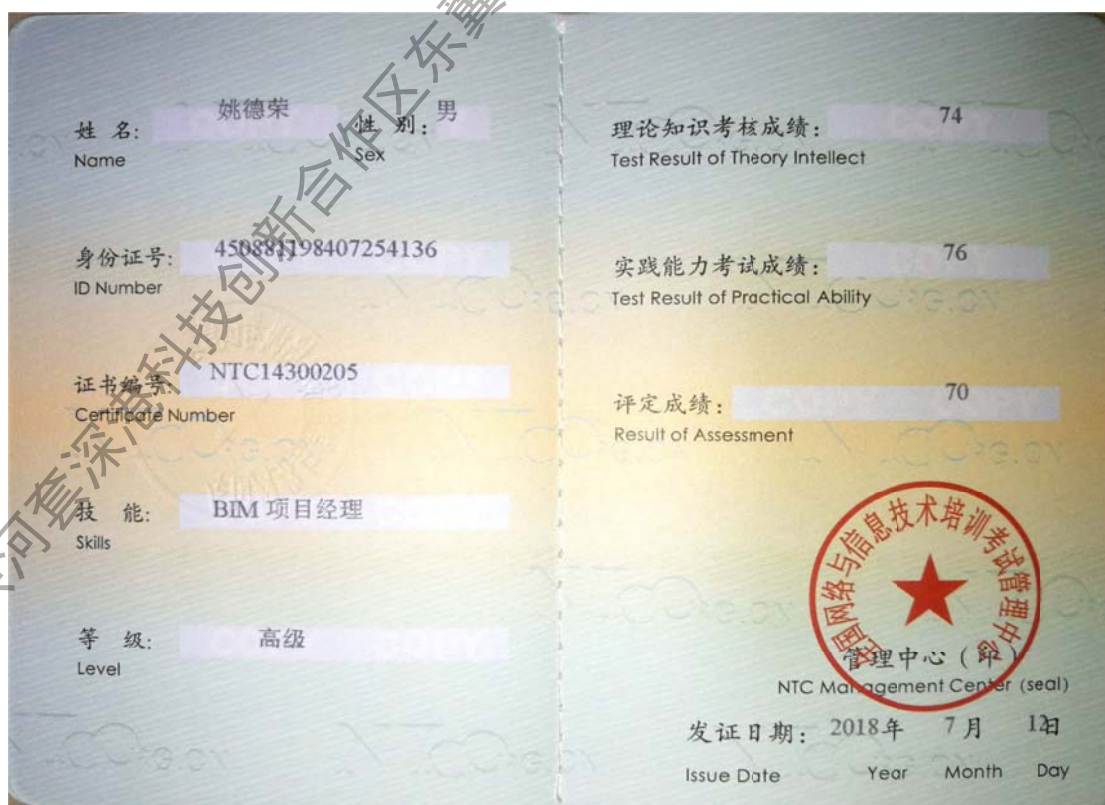 姓 名: 姚德荣 性 别: 男
Name Sex
身份证号: 450881198407254136
ID Number
证书编号: NTC14300205
Certificate Number
技 能: BIM 项目经理
Skills
等 级: 高级
Level
理论知识考核成绩: 74
Test Result of Theory Intellect
实践能力考试成绩: 76
Test Result of Practical Ability
评定成绩: 70
Result of Assessment
全国网络与信息技术培训考试管理中心
管理中心（印）
NTC Management Center (seal)
发证日期: 2018年 7月 12日
Issue Date Year Month Day
河套深港科技创新合作区东翼